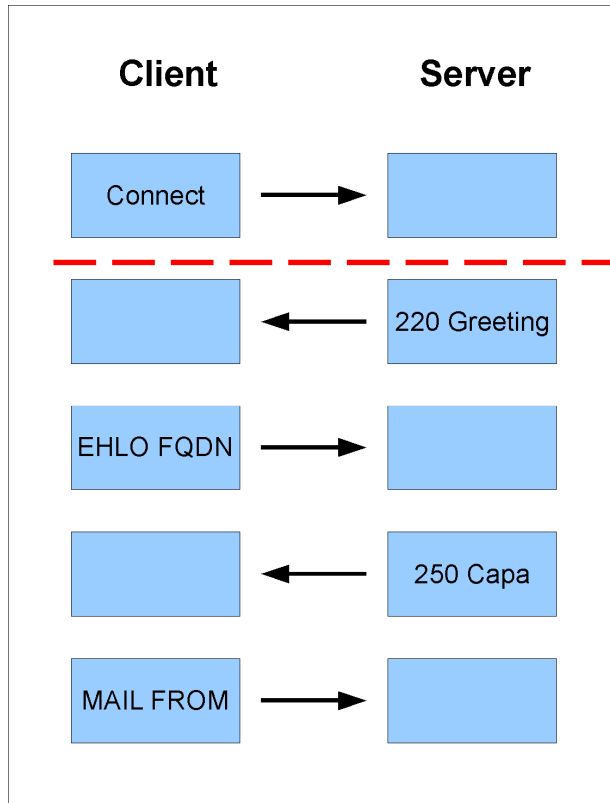 Client Server
Connect
220 Greeting
EHLO FQDN
250 Capa
MAIL FROM